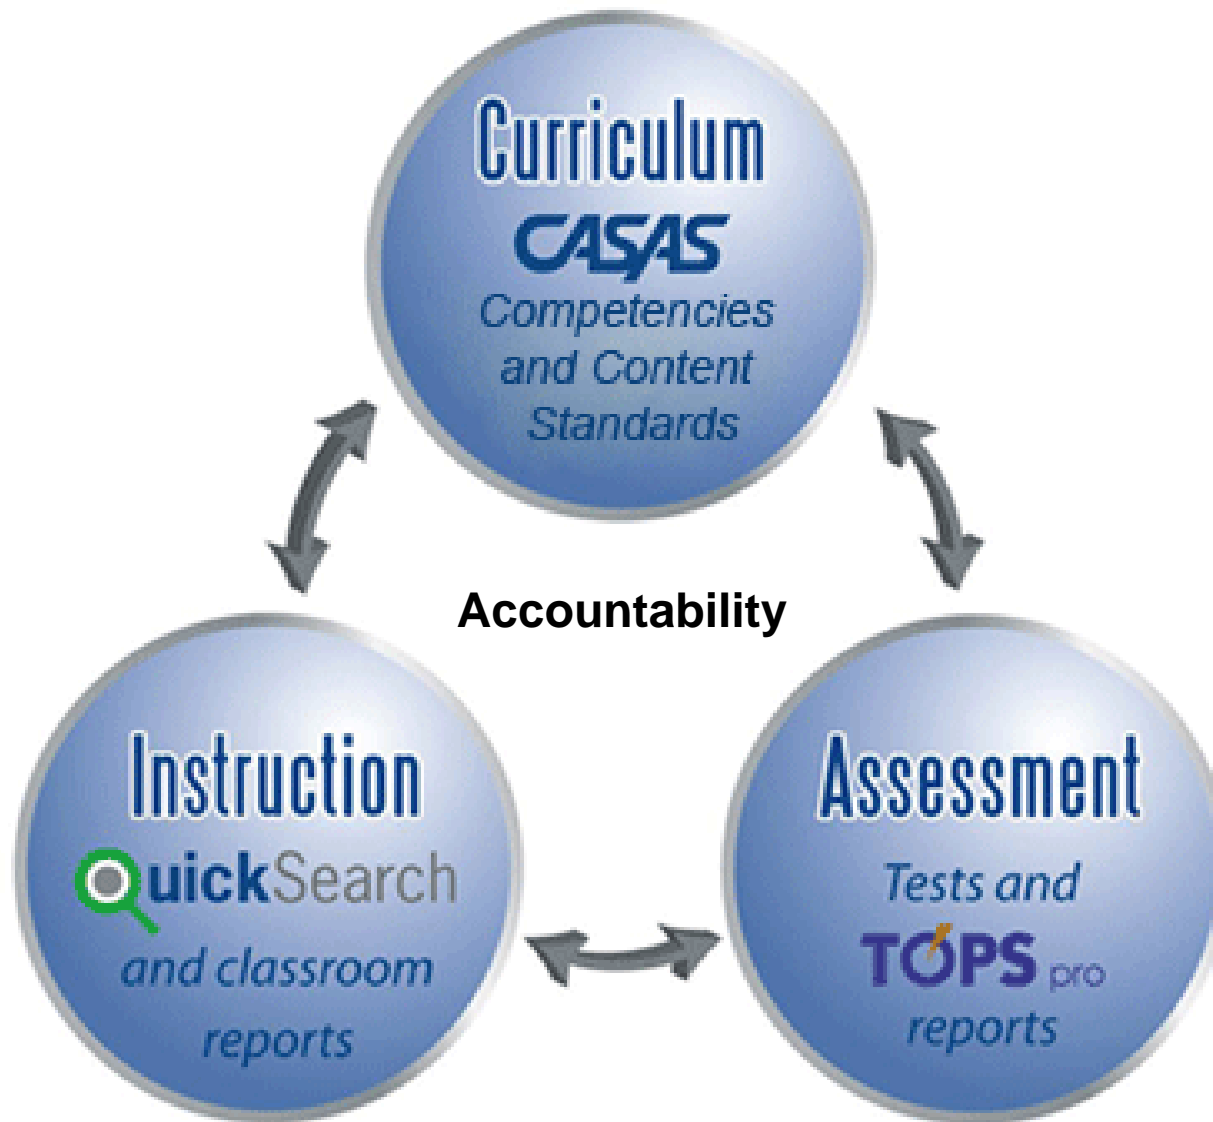 Curriculum
CASAS
Competencies
and Content
Standards
Accountability
Instruction
QuickSearch
and classroom
reports
Assessment
Tests and
TOPS pro
reports